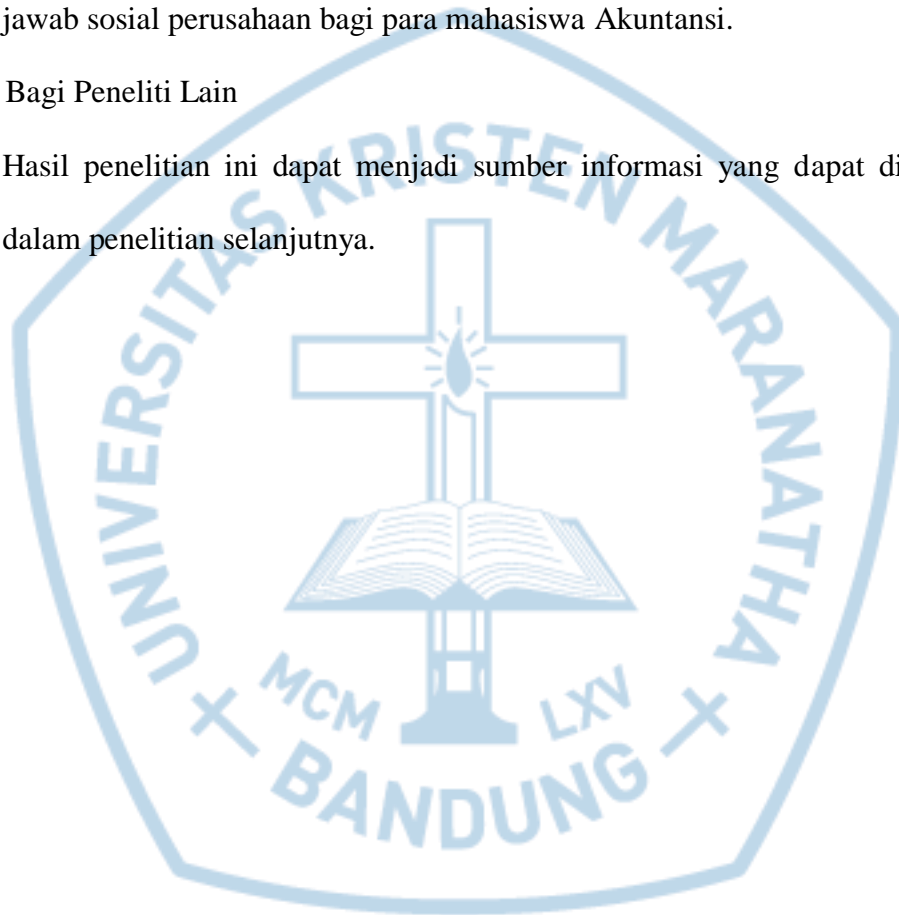 jawab sosial perusahaan bagi para mahasiswa Akuntansi.
Bagi Peneliti Lain
Hasil penelitian ini dapat menjadi sumber informasi yang dapat di
dalam penelitian selanjutnya.
UNIVERSITAS KRISTEN MARANATHA
MCM LXV
BANDUNG